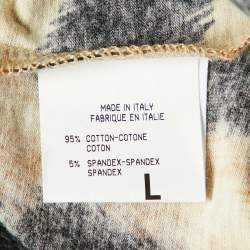 MADE IN ITALY
FABRIQUE EN ITALIE
95% COTTON-COTONE
COTON
5% SPANDEX-SPANDEX
SPANDEX
L